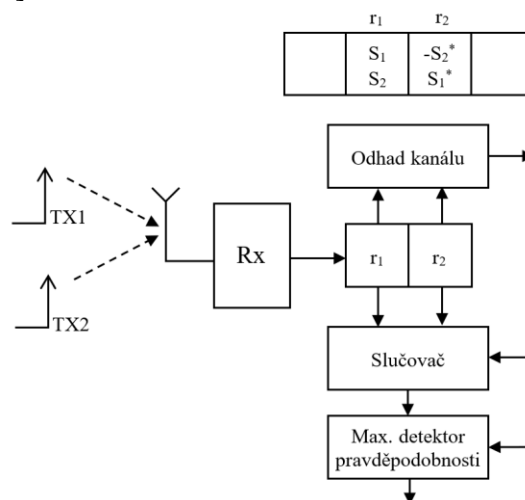 r₁ r₂
S₁ -S₂*
S₂ S₁*
Odhad kanálu
TX1
Rx
r₁ r₂
TX2
Slučovač
Max. detektor
pravděpodobnosti